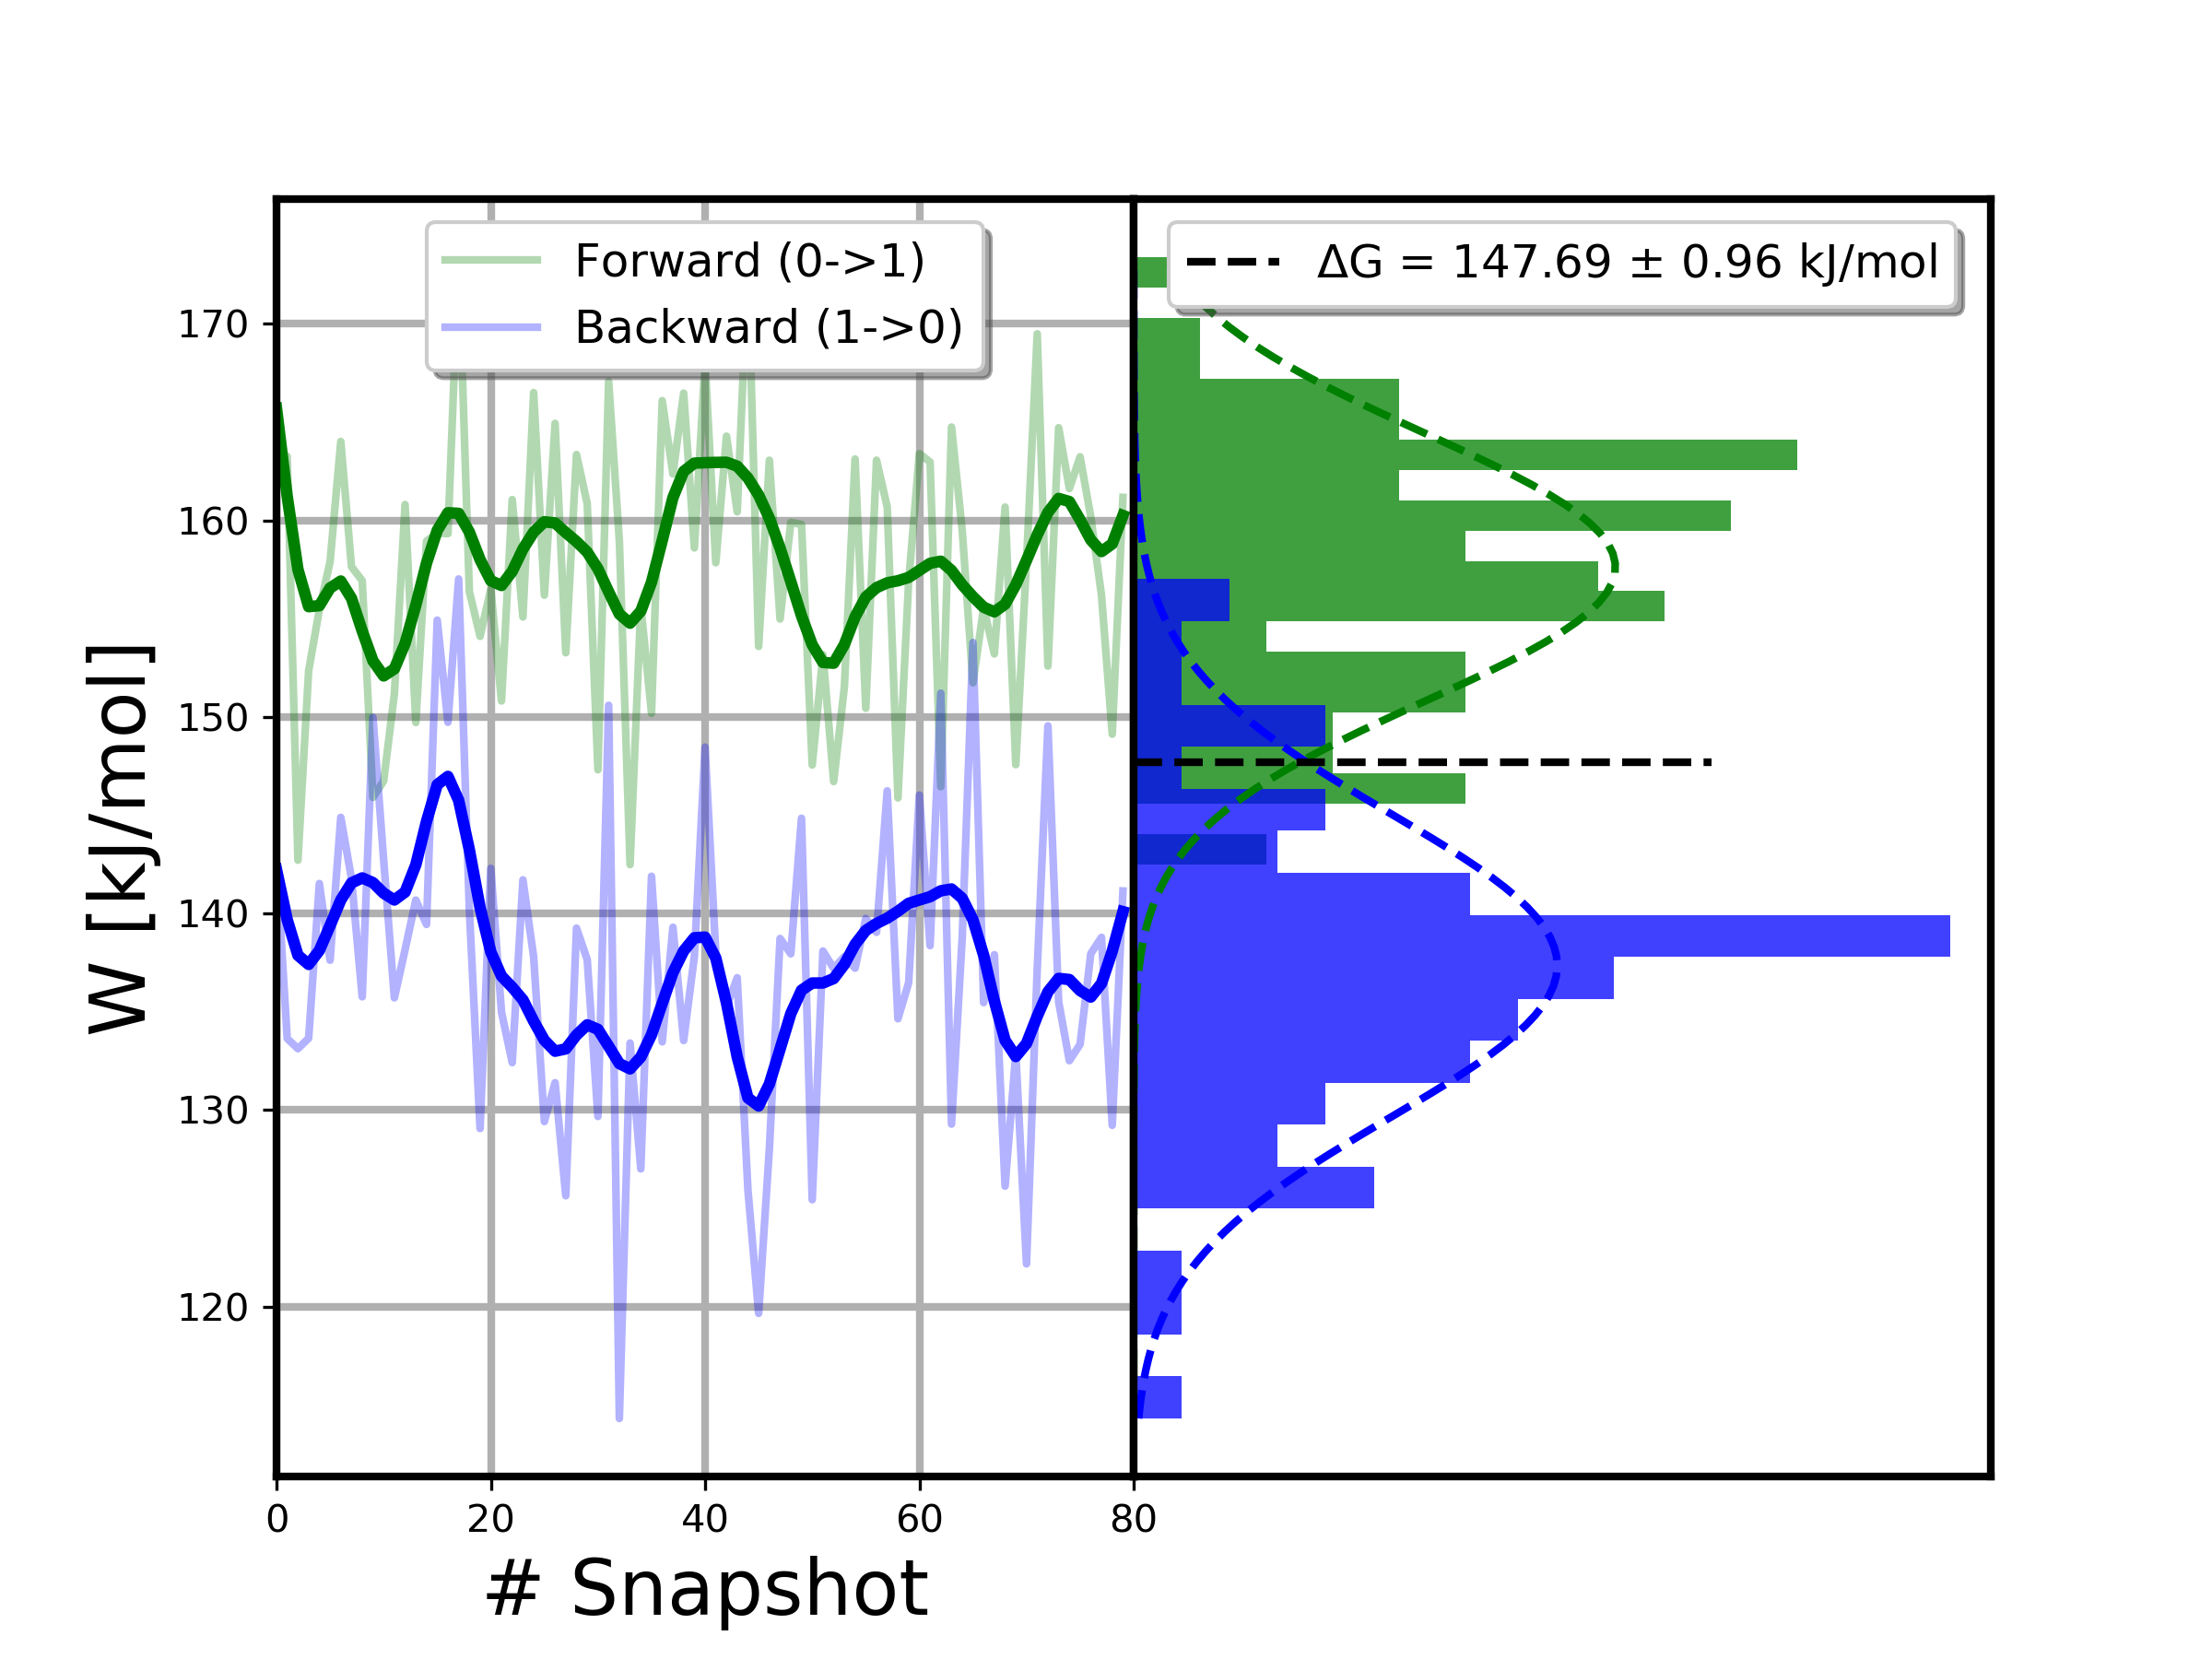 Forward (0->1)
Backward (1->0)
ΔG = 147.69 ± 0.96 kJ/mol
170
160
150
140
130
120
W [kJ/mol]
0
20
40
60
80
# Snapshot